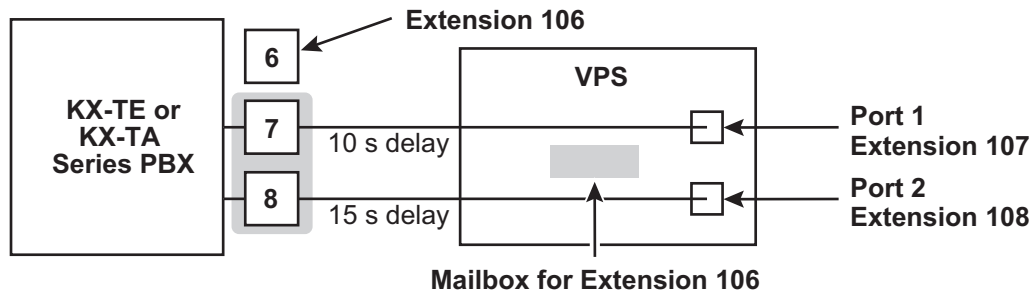 Extension 106
6
VPS
KX-TE or
KX-TA
Series PBX
7
10 s delay
Port 1
Extension 107
8
15 s delay
Port 2
Extension 108
Mailbox for Extension 106